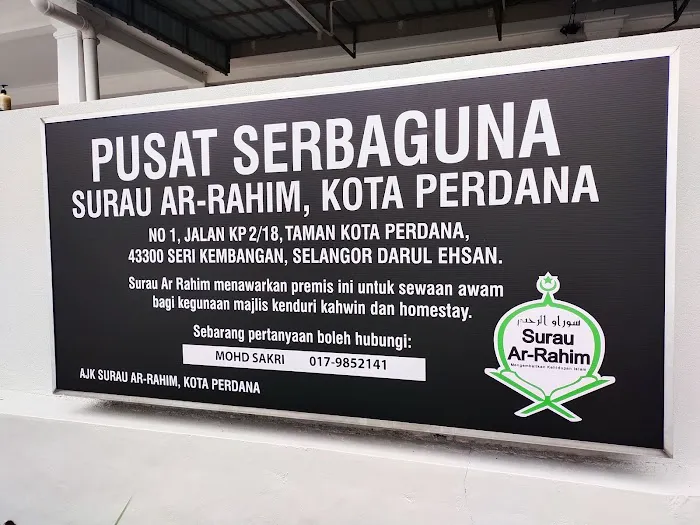 PUSAT SERBAGUNA
SURAU AR-RAHIM, KOTA PERDANA
NO 1, JALAN KP 2/18, TAMAN KOTA PERDANA,
43300 SERI KEMBANGAN, SELANGOR DARUL EHSAN.
Surau Ar Rahim menawarkan premis ini untuk sewaan awam
bagi kegunaan majlis kenduri kahwin dan homestay.
Sebarang pertanyaan boleh hubungi:
MOHD SAKRI 017-9852141
AJK SURAU AR-RAHIM, KOTA PERDANA
سوراو الرحيم
Surau
Ar-Rahim